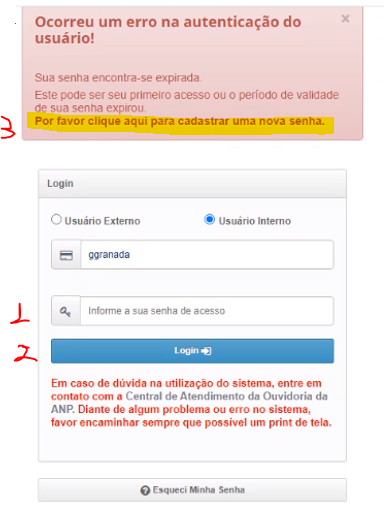 Ocorreu um erro na autenticação do
usuário!
×
Sua senha encontra-se expirada.
Este pode ser seu primeiro acesso ou o período de validade
de sua senha expirou.
3
Por favor clique aqui para cadastrar uma nova senha.
Login
Usuário Externo
Usuário Interno
ggranada
1
Informe a sua senha de acesso
2
Login
Em caso de dúvida na utilização do sistema, entre em
contato com a Central de Atendimento da Ouvidoria da
ANP. Diante de algum problema ou erro no sistema,
favor encaminhar sempre que possível um print de tela.
Esqueci Minha Senha